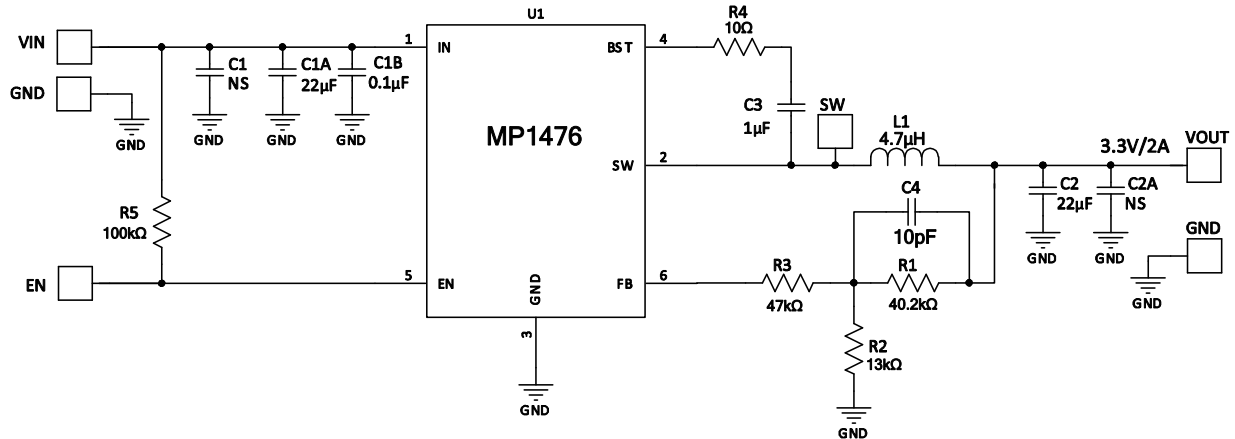 U1
R4
10Ω
VIN
1
IN
BST
4
C1
NS
C1A
22µF
C1B
0.1µF
GND
GND
GND
GND
GND
MP1476
C3
1µF
SW
L1
4.7µH
SW
2
3.3V/2A
VOUT
R5
100kΩ
C4
10pF
C2
22µF
C2A
NS
GND
GND
GND
GND
EN
5
EN
GND
FB
6
R3
47kΩ
R1
40.2kΩ
3
R2
13kΩ
GND
GND